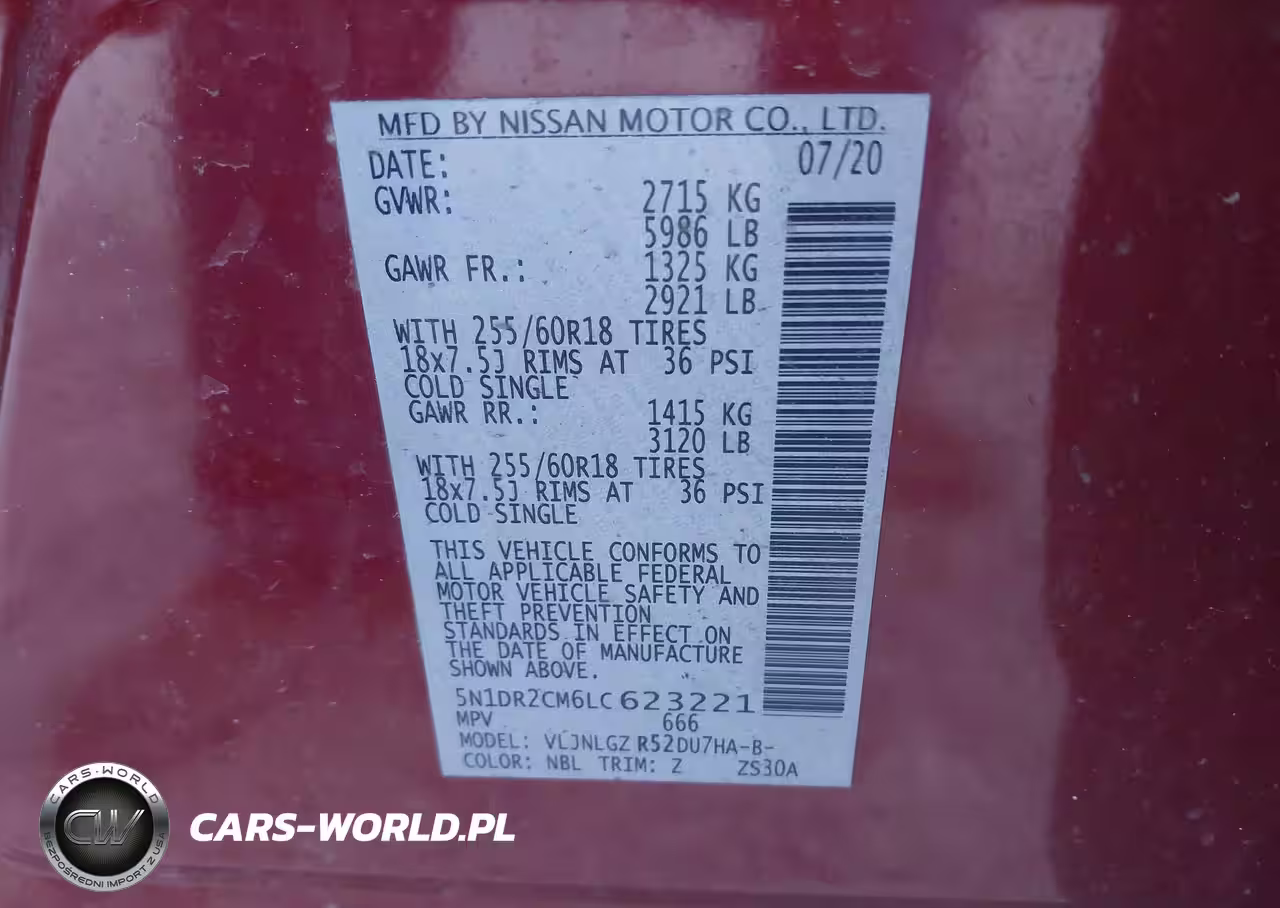 MFD BY NISSAN MOTOR CO., LTD.
DATE: 07/20
GVWR: 2715 KG
5986 LB
GAWR FR.: 1325 KG
2921 LB
WITH 255/60R18 TIRES
18x7.5J RIMS AT 36 PSI
COLD SINGLE
GAWR RR.: 1415 KG
3120 LB
WITH 255/60R18 TIRES
18x7.5J RIMS AT 36 PSI
COLD SINGLE
THIS VEHICLE CONFORMS TO
ALL APPLICABLE FEDERAL
MOTOR VEHICLE SAFETY AND
THEFT PREVENTION
STANDARDS IN EFFECT ON
THE DATE OF MANUFACTURE
SHOWN ABOVE.
5N1DR2CM6LC623221
MPV 666
MODEL: VLJNLGZ R52DU7HA-B-
COLOR: NBL TRIM: Z ZS30A
CARS-WORLD
CW
BEZPOŚREDNI IMPORT Z USA
CARS-WORLD.PL